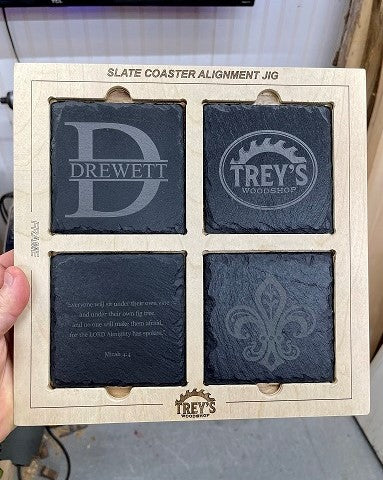 SLATE COASTER ALIGNMENT JIG
D
DREWETT
TREY'S
WOODSHOP
FRAME
"Everyone will sit under their own vine
and under their own fig tree
and no one will make them afraid,
for the LORD Almighty has spoken."
Micah 4:4
TREY'S
WOODSHOP